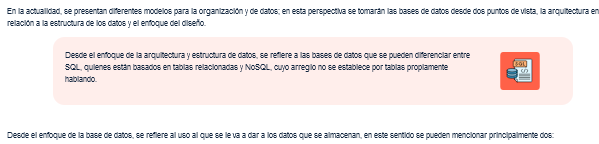 En la actualidad, se presentan diferentes modelos para la organización y de datos; en esta perspectiva se tomarán las bases de datos desde dos puntos de vista, la arquitectura en
relación a la estructura de los datos y el enfoque del diseño.
Desde el enfoque de la arquitectura y estructura de datos, se refiere a las bases de datos que se pueden diferenciar entre
SQL, quienes están basados en tablas relacionadas y NoSQL, cuyo arreglo no se establece por tablas propiamente
hablando.
SQL
Desde el enfoque de la base de datos, se refiere al uso al que se le va a dar a los datos que se almacenan, en este sentido se pueden mencionar principalmente dos: